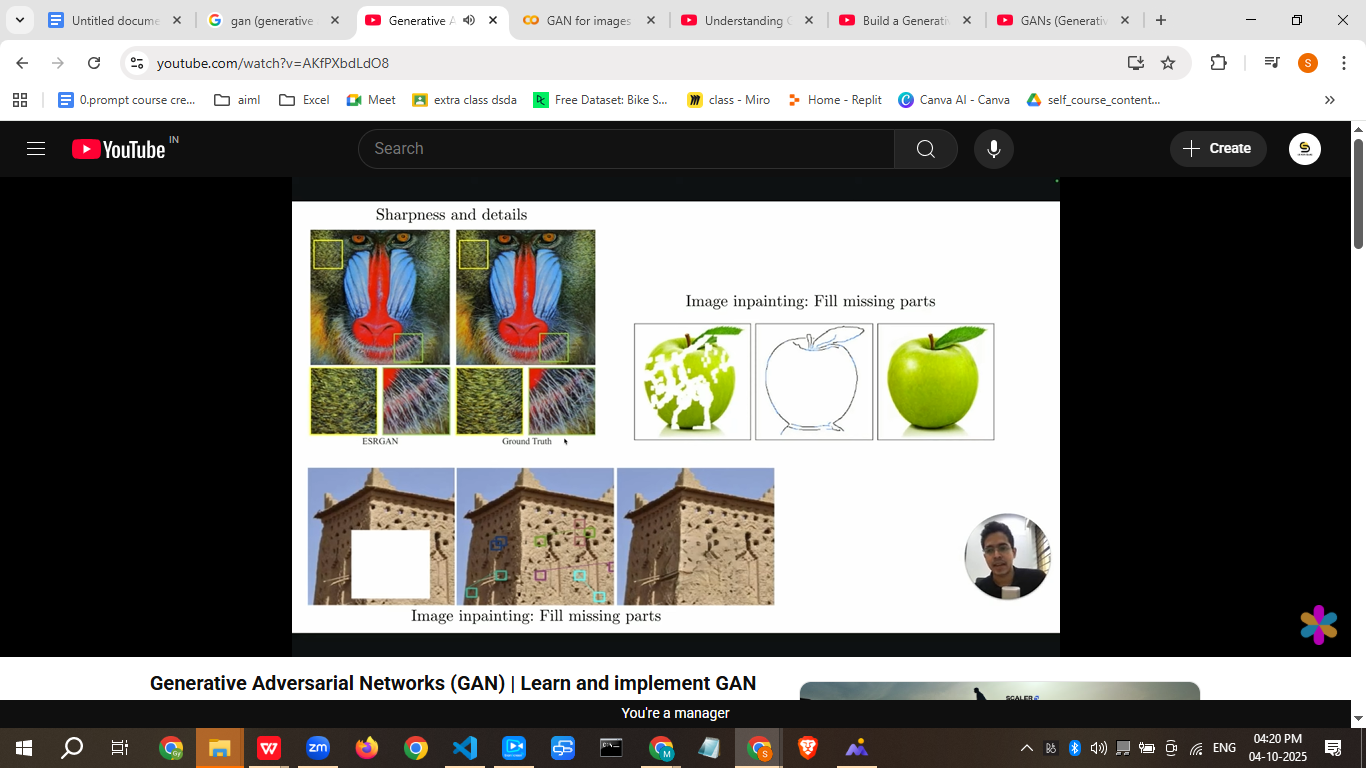 Untitled docume
gan (generative
Generative A
GAN for images
Understanding
Build a Generati
GANs (Generativ
youtube.com/watch?v=AKfPXbdLdO8
S
0.prompt course cre...
aiml
Excel
Meet
extra class dsda
Free Dataset: Bike S...
class - Miro
Home - Replit
Canva AI - Canva
self_course_content...
YouTube
IN
Search
Create
Sharpness and details
ESRGAN
Ground Truth
Image inpainting: Fill missing parts
Image inpainting: Fill missing parts
Generative Adversarial Networks (GAN) | Learn and implement GAN
SCALER
You're a manager
zm
ENG
04:20 PM
04-10-2025